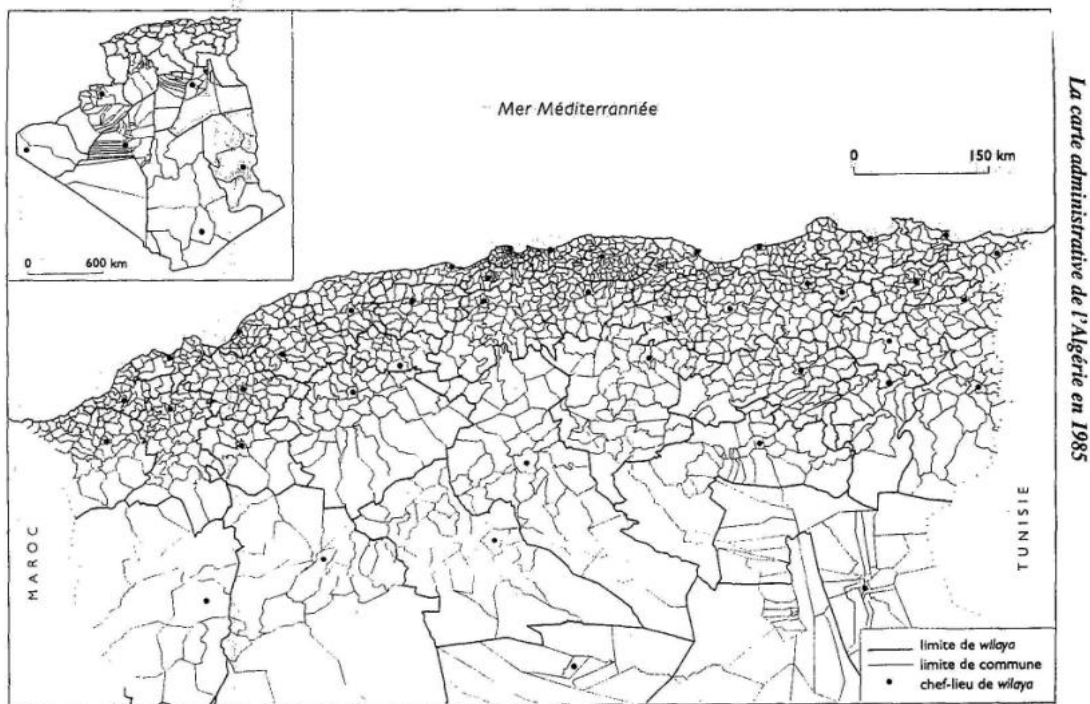 La carte administrative de l'Algérie en 1985
Mer Méditerrannée
0 150 km
0 600 km
MAROC
TUNISIE
limite de wilaya
limite de commune
chef-lieu de wilaya